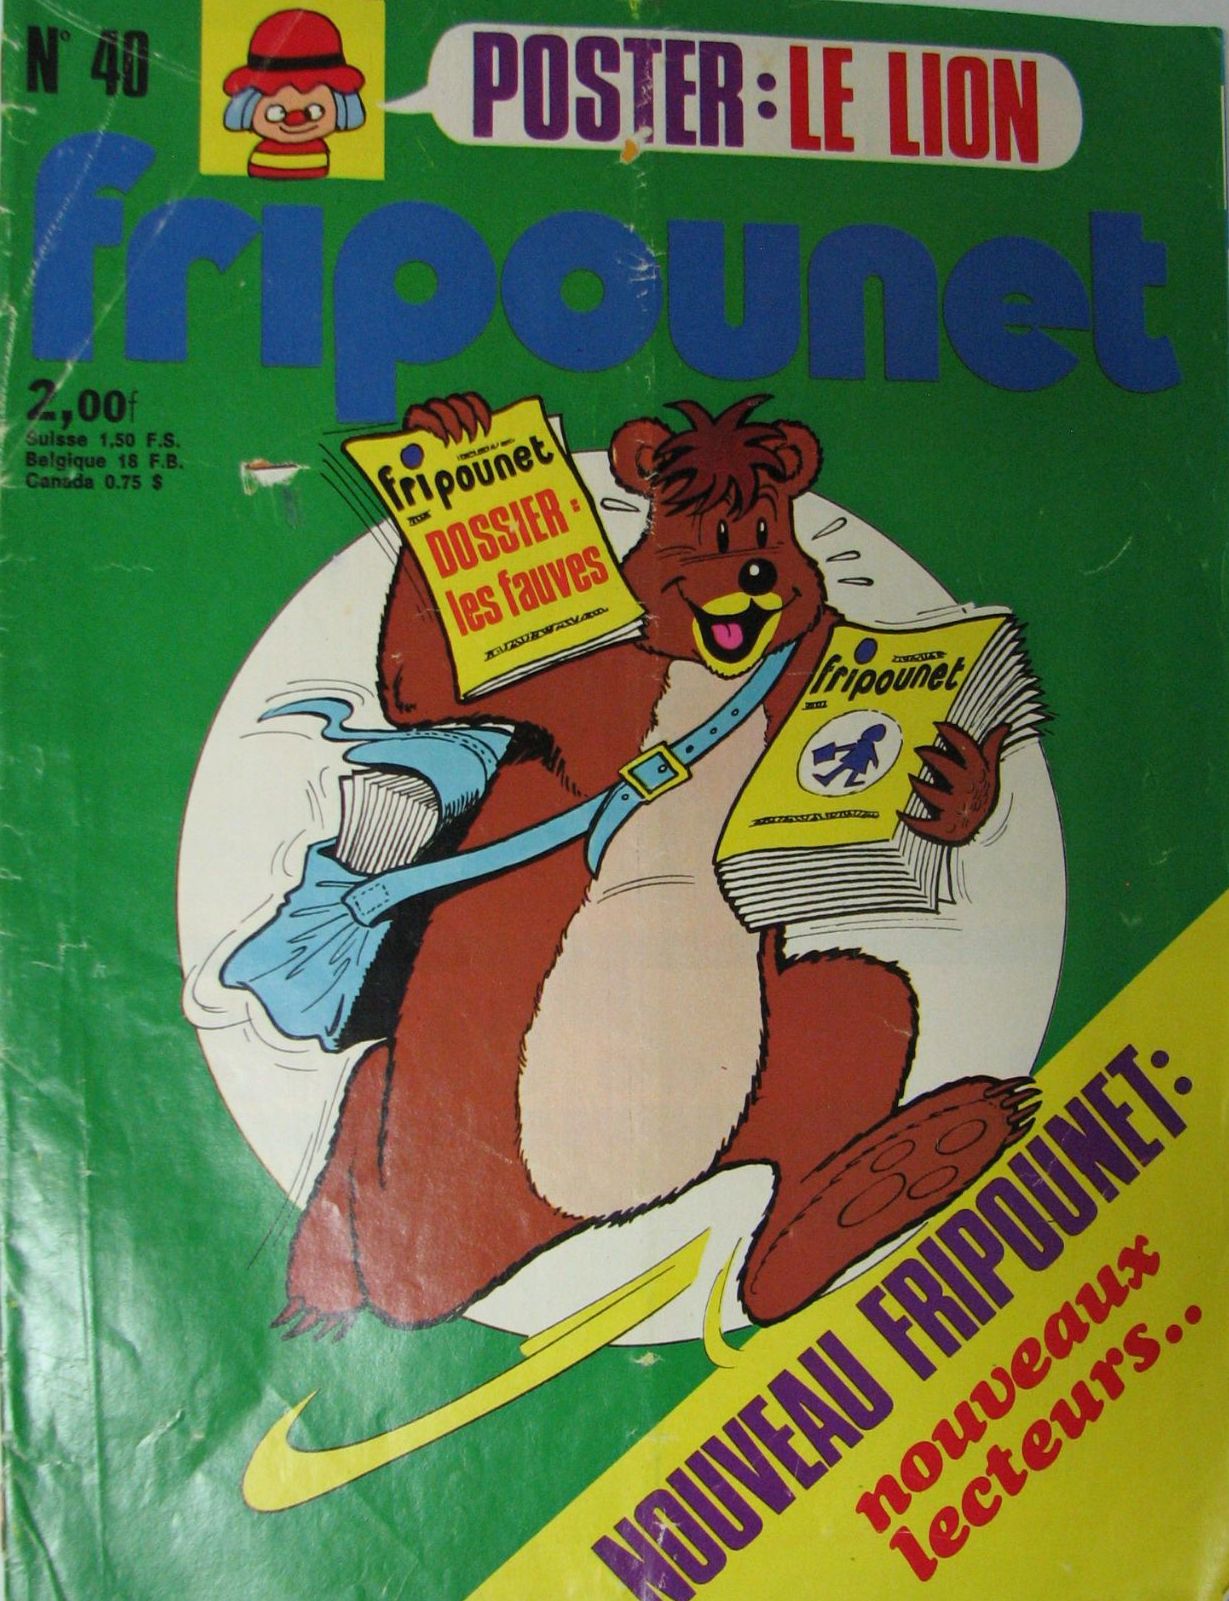 N° 40
POSTER: LE LION
fripounet
2,00f
Suisse 1,50 F.S.
Belgique 18 F.B.
Canada 0.75 $
fripounet
DOSSIER:
les fauves
fripounet
NOUVEAU FRIPOUNET:
nouveaux
lecteurs..